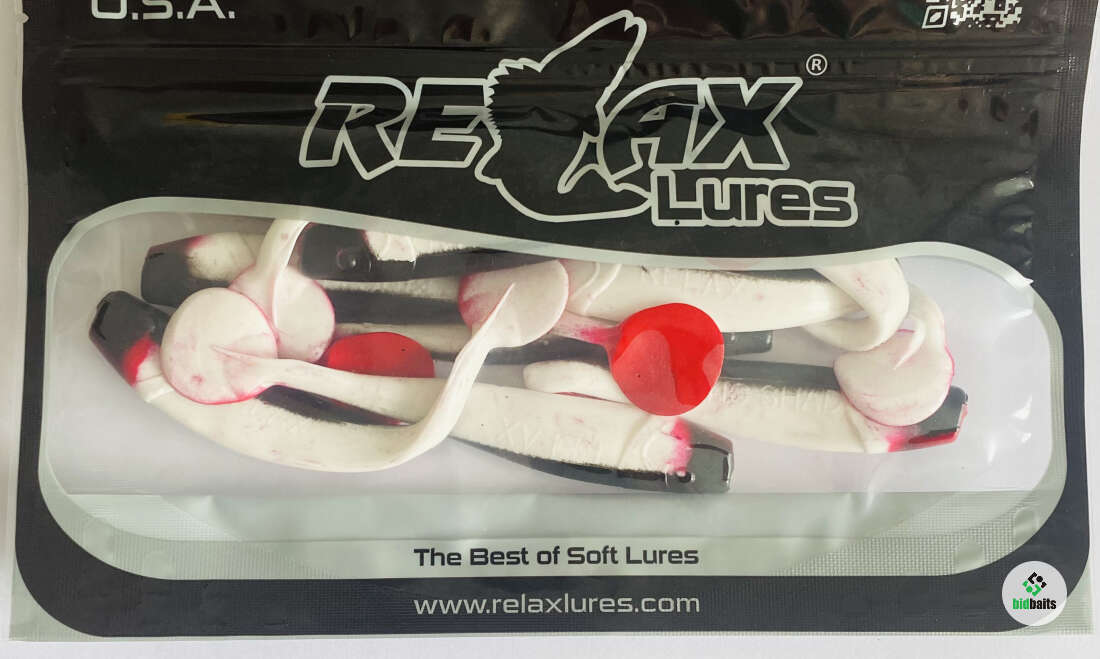 U.S.A.
RELAX®
Lures
The Best of Soft Lures
www.relaxlures.com
bidbaits